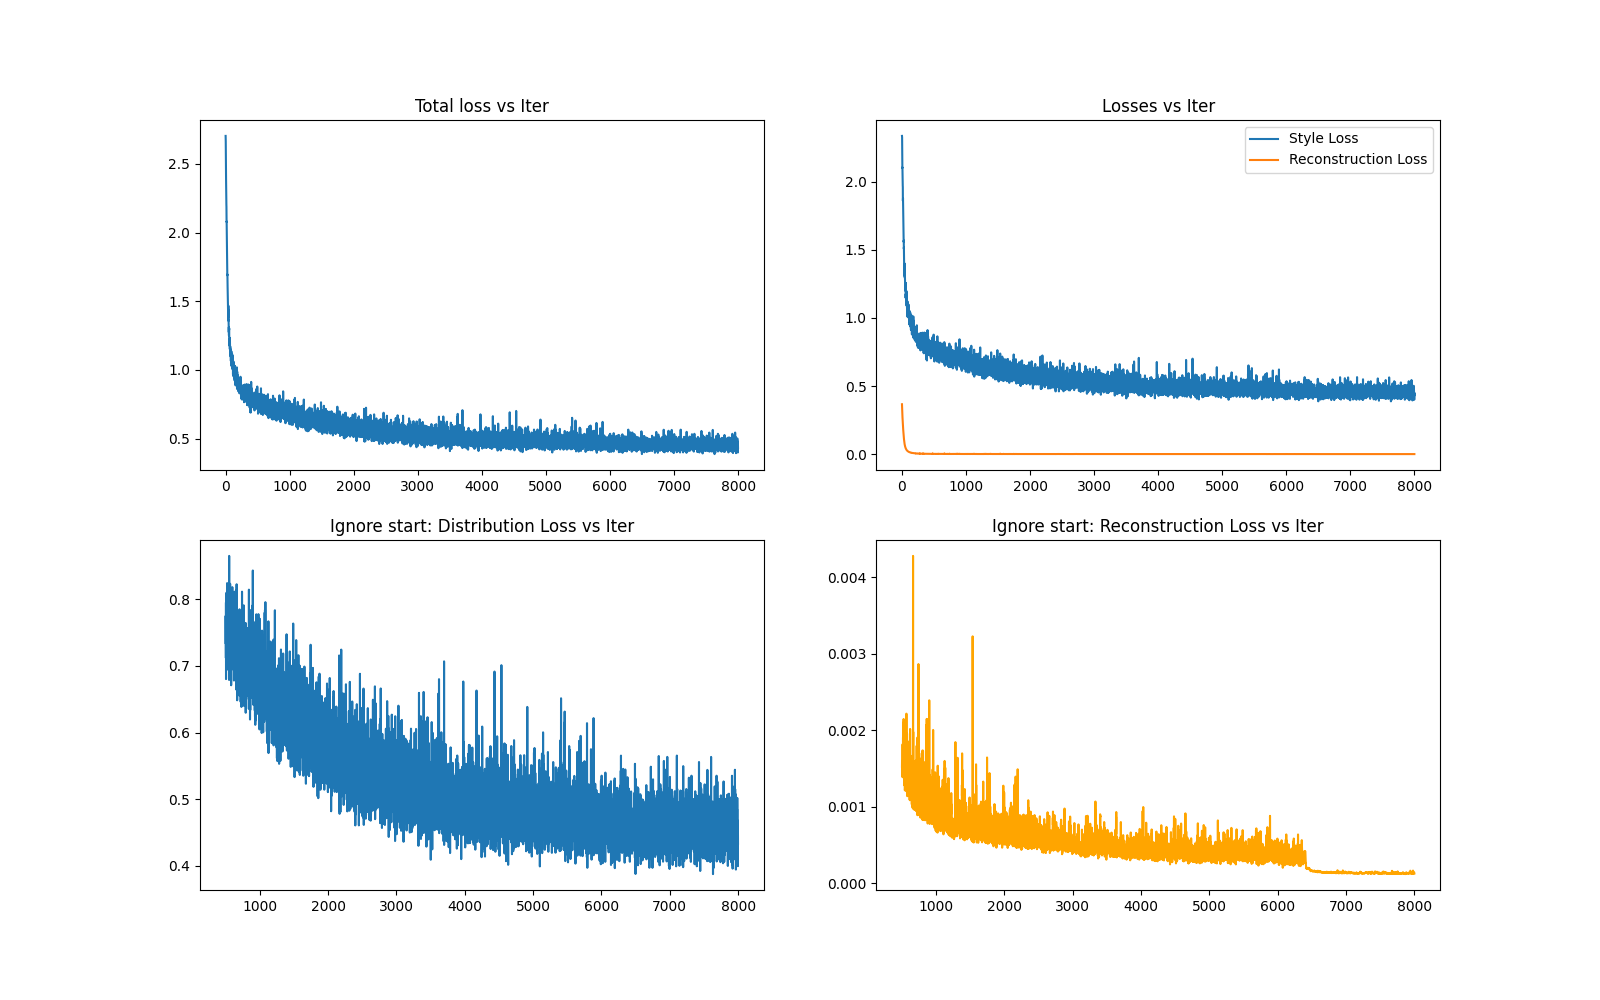 Total loss vs Iter
2.5
2.0
1.5
1.0
0.5
0 1000 2000 3000 4000 5000 6000 7000 8000
Losses vs Iter
Style Loss
Reconstruction Loss
2.0
1.5
1.0
0.5
0.0
0 1000 2000 3000 4000 5000 6000 7000 8000
Ignore start: Distribution Loss vs Iter
0.8
0.7
0.6
0.5
0.4
1000 2000 3000 4000 5000 6000 7000 8000
Ignore start: Reconstruction Loss vs Iter
0.004
0.003
0.002
0.001
0.000
1000 2000 3000 4000 5000 6000 7000 8000